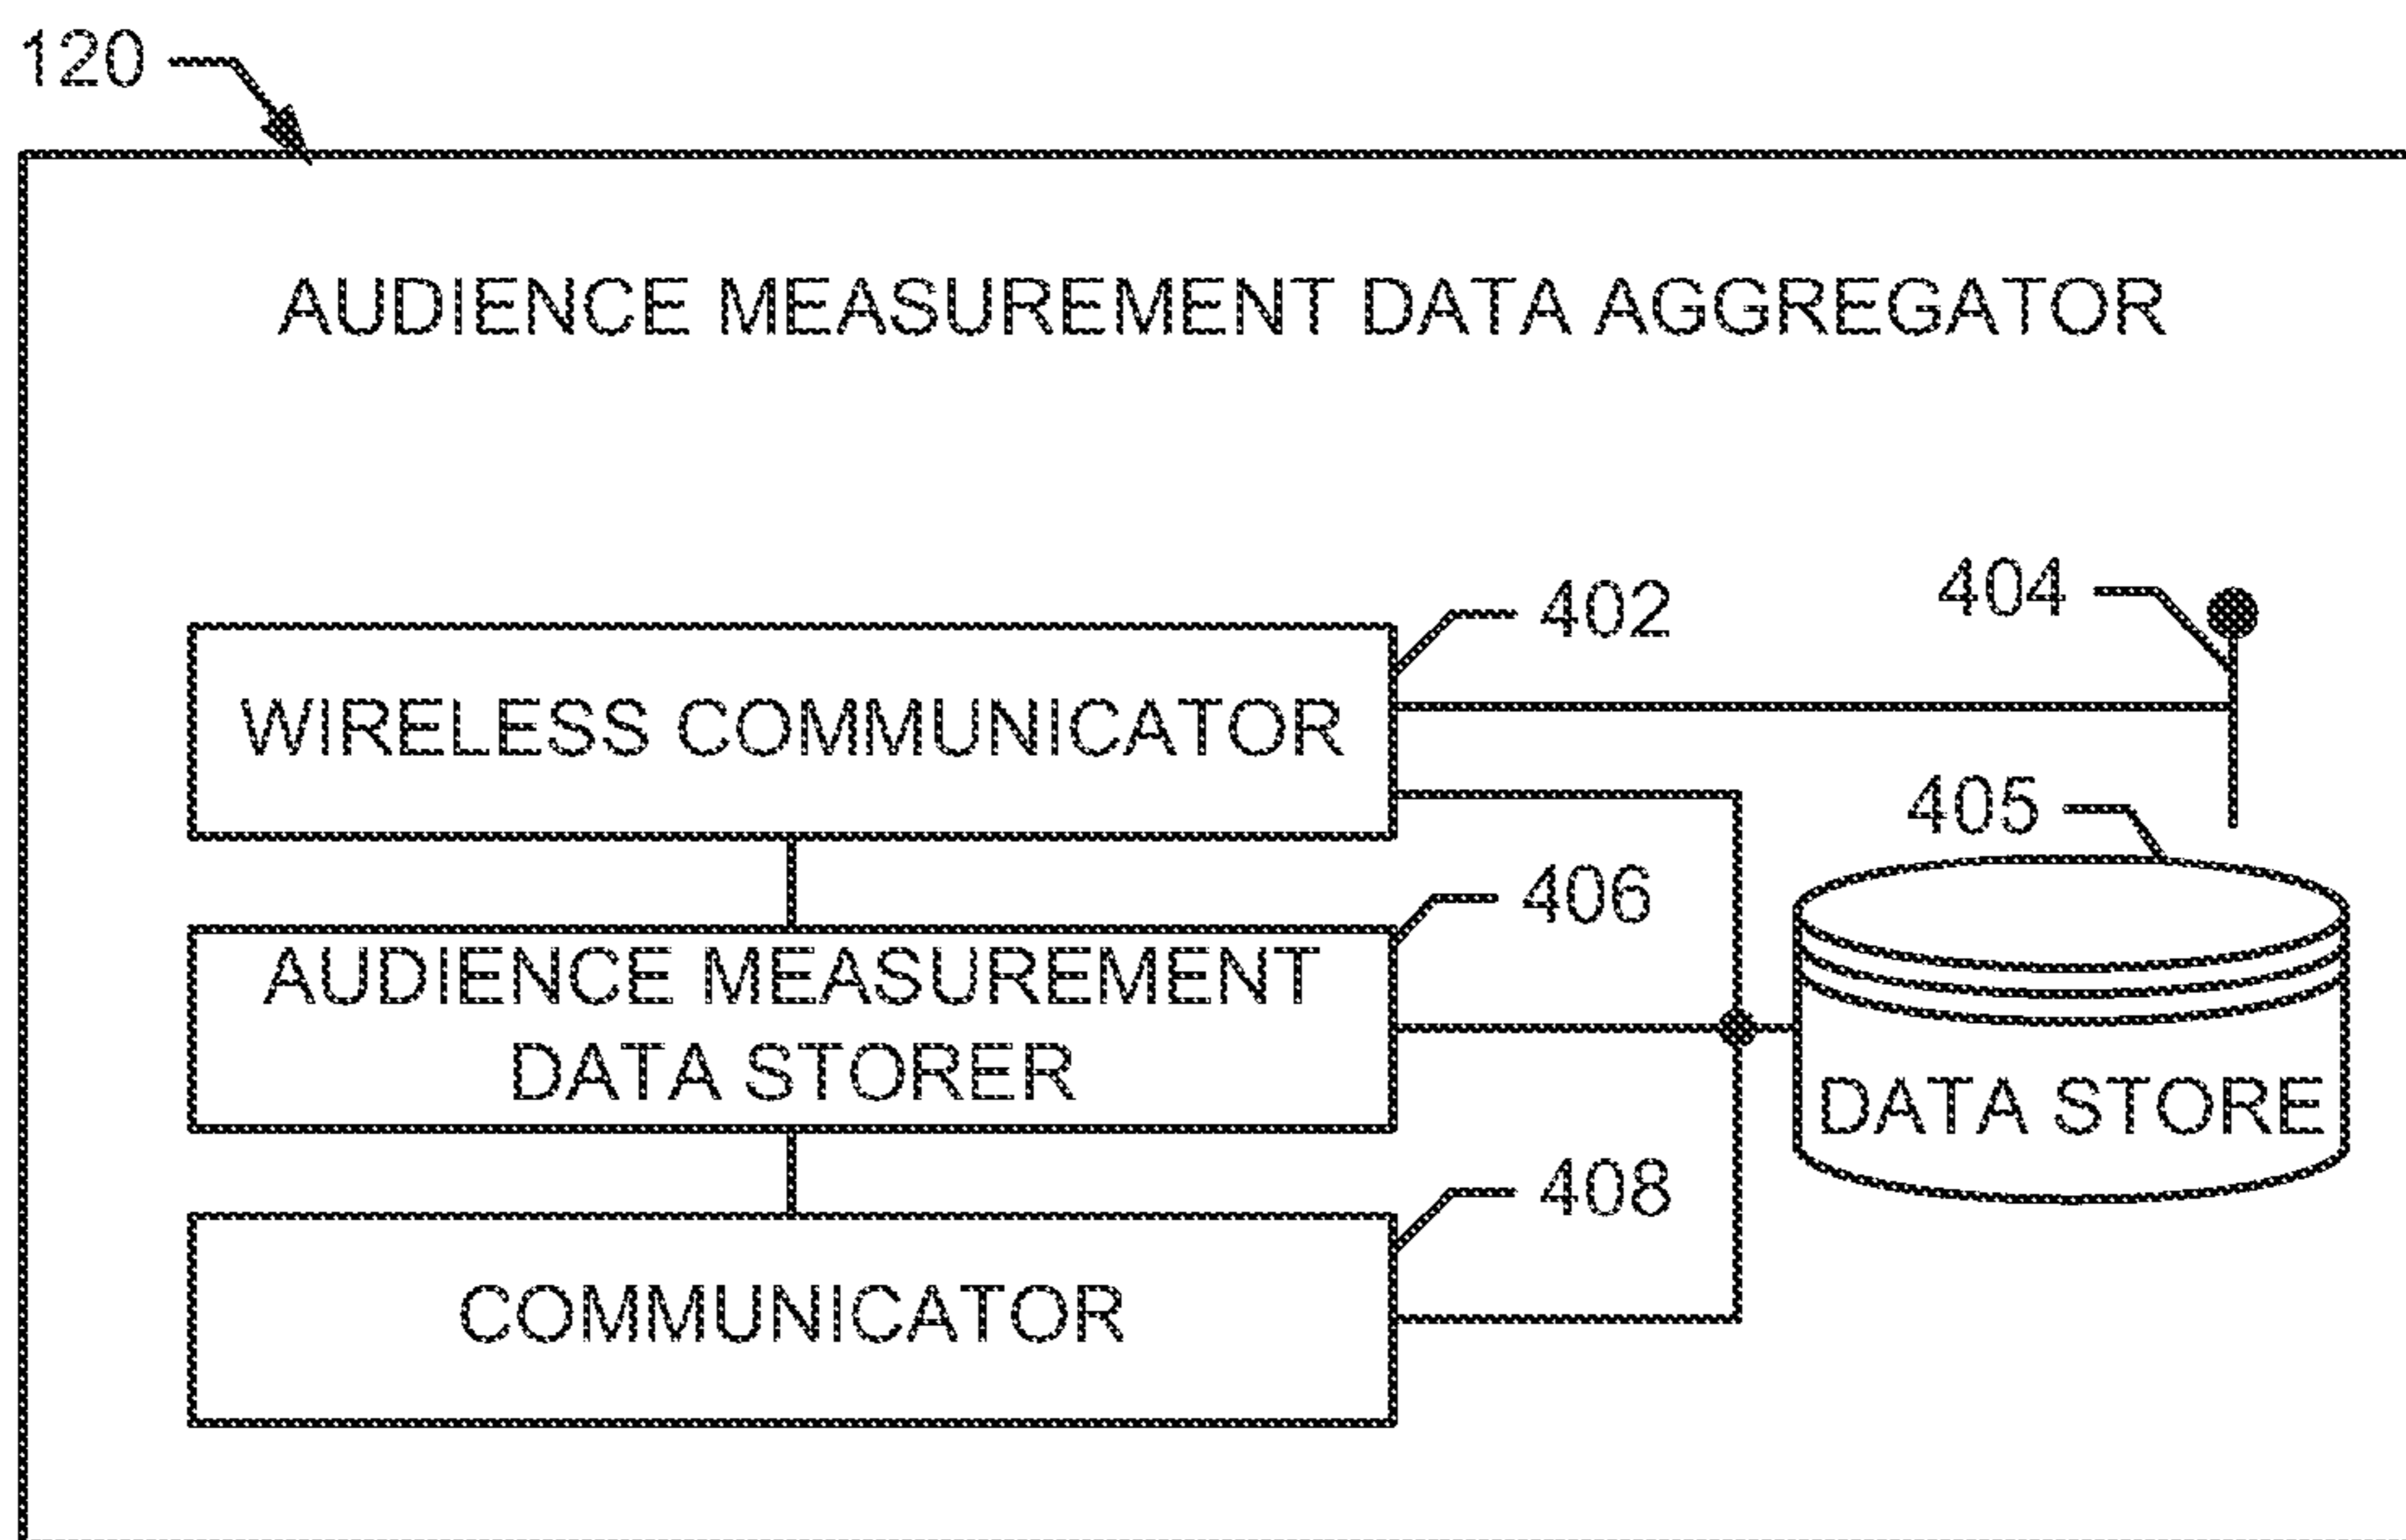 120
AUDIENCE MEASUREMENT DATA AGGREGATOR
402
404
WIRELESS COMMUNICATOR
405
406
AUDIENCE MEASUREMENT
DATA STORER
DATA STORE
408
COMMUNICATOR